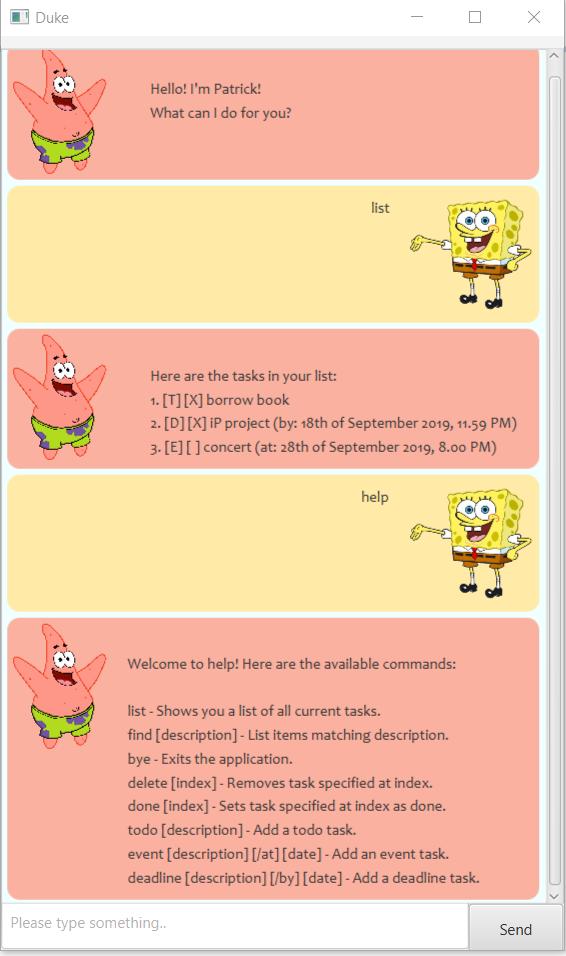 Duke
Hello! I'm Patrick!
What can I do for you?
list
Here are the tasks in your list:
1. [T] [X] borrow book
2. [D] [X] iP project (by: 18th of September 2019, 11.59 PM)
3. [E] [ ] concert (at: 28th of September 2019, 8.00 PM)
help
Welcome to help! Here are the available commands:
list - Shows you a list of all current tasks.
find [description] - List items matching description.
bye - Exits the application.
delete [index] - Removes task specified at index.
done [index] - Sets task specified at index as done.
todo [description] - Add a todo task.
event [description] [/at] [date] - Add an event task.
deadline [description] [/by] [date] - Add a deadline task.
Please type something..
Send